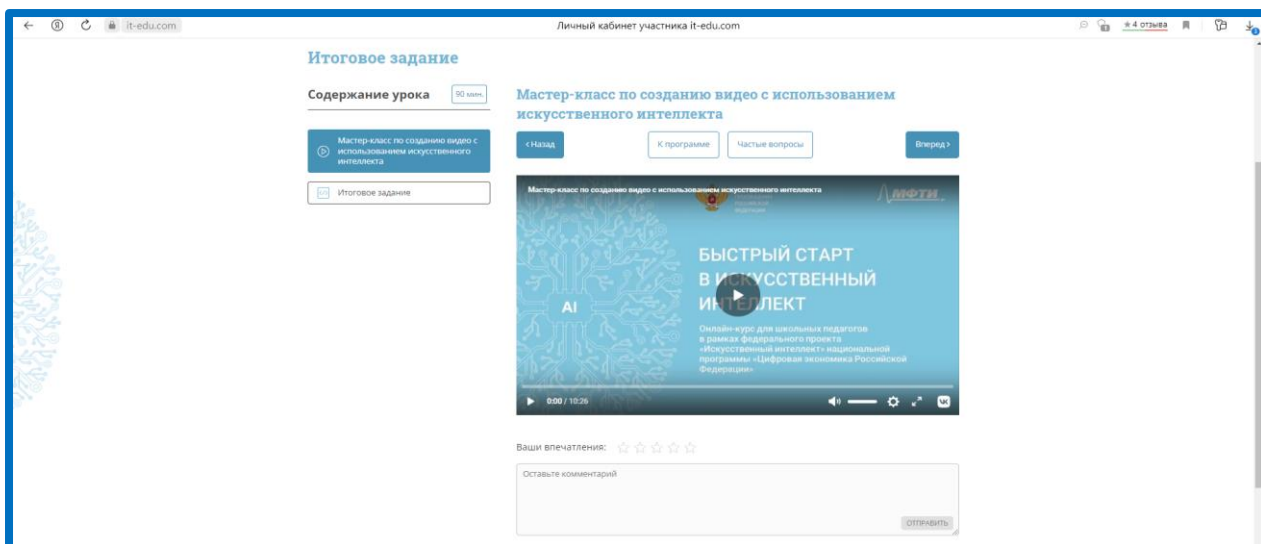 it-edu.com
Личный кабинет участника it-edu.com
4 отзыва
Итоговое задание
Содержание урока
90 мин.
Мастер-класс по созданию видео с
использованием искусственного
интеллекта
Итоговое задание
Мастер-класс по созданию видео с использованием
искусственного интеллекта
< Назад
К программе
Частые вопросы
Вперед >
Мастер-класс по созданию видео с использованием искусственного интеллекта
МФТИ
AI
БЫСТРЫЙ СТАРТ
В ИСКУССТВЕННЫЙ
ИНТЕЛЛЕКТ
Онлайн-курс для школьных педагогов
в рамках федерального проекта
«Искусственный интеллект» национальной
программы «Цифровая экономика Российской
Федерации»
0:00 / 10:26
Ваши впечатления:
Оставьте комментарий
ОТПРАВИТЬ